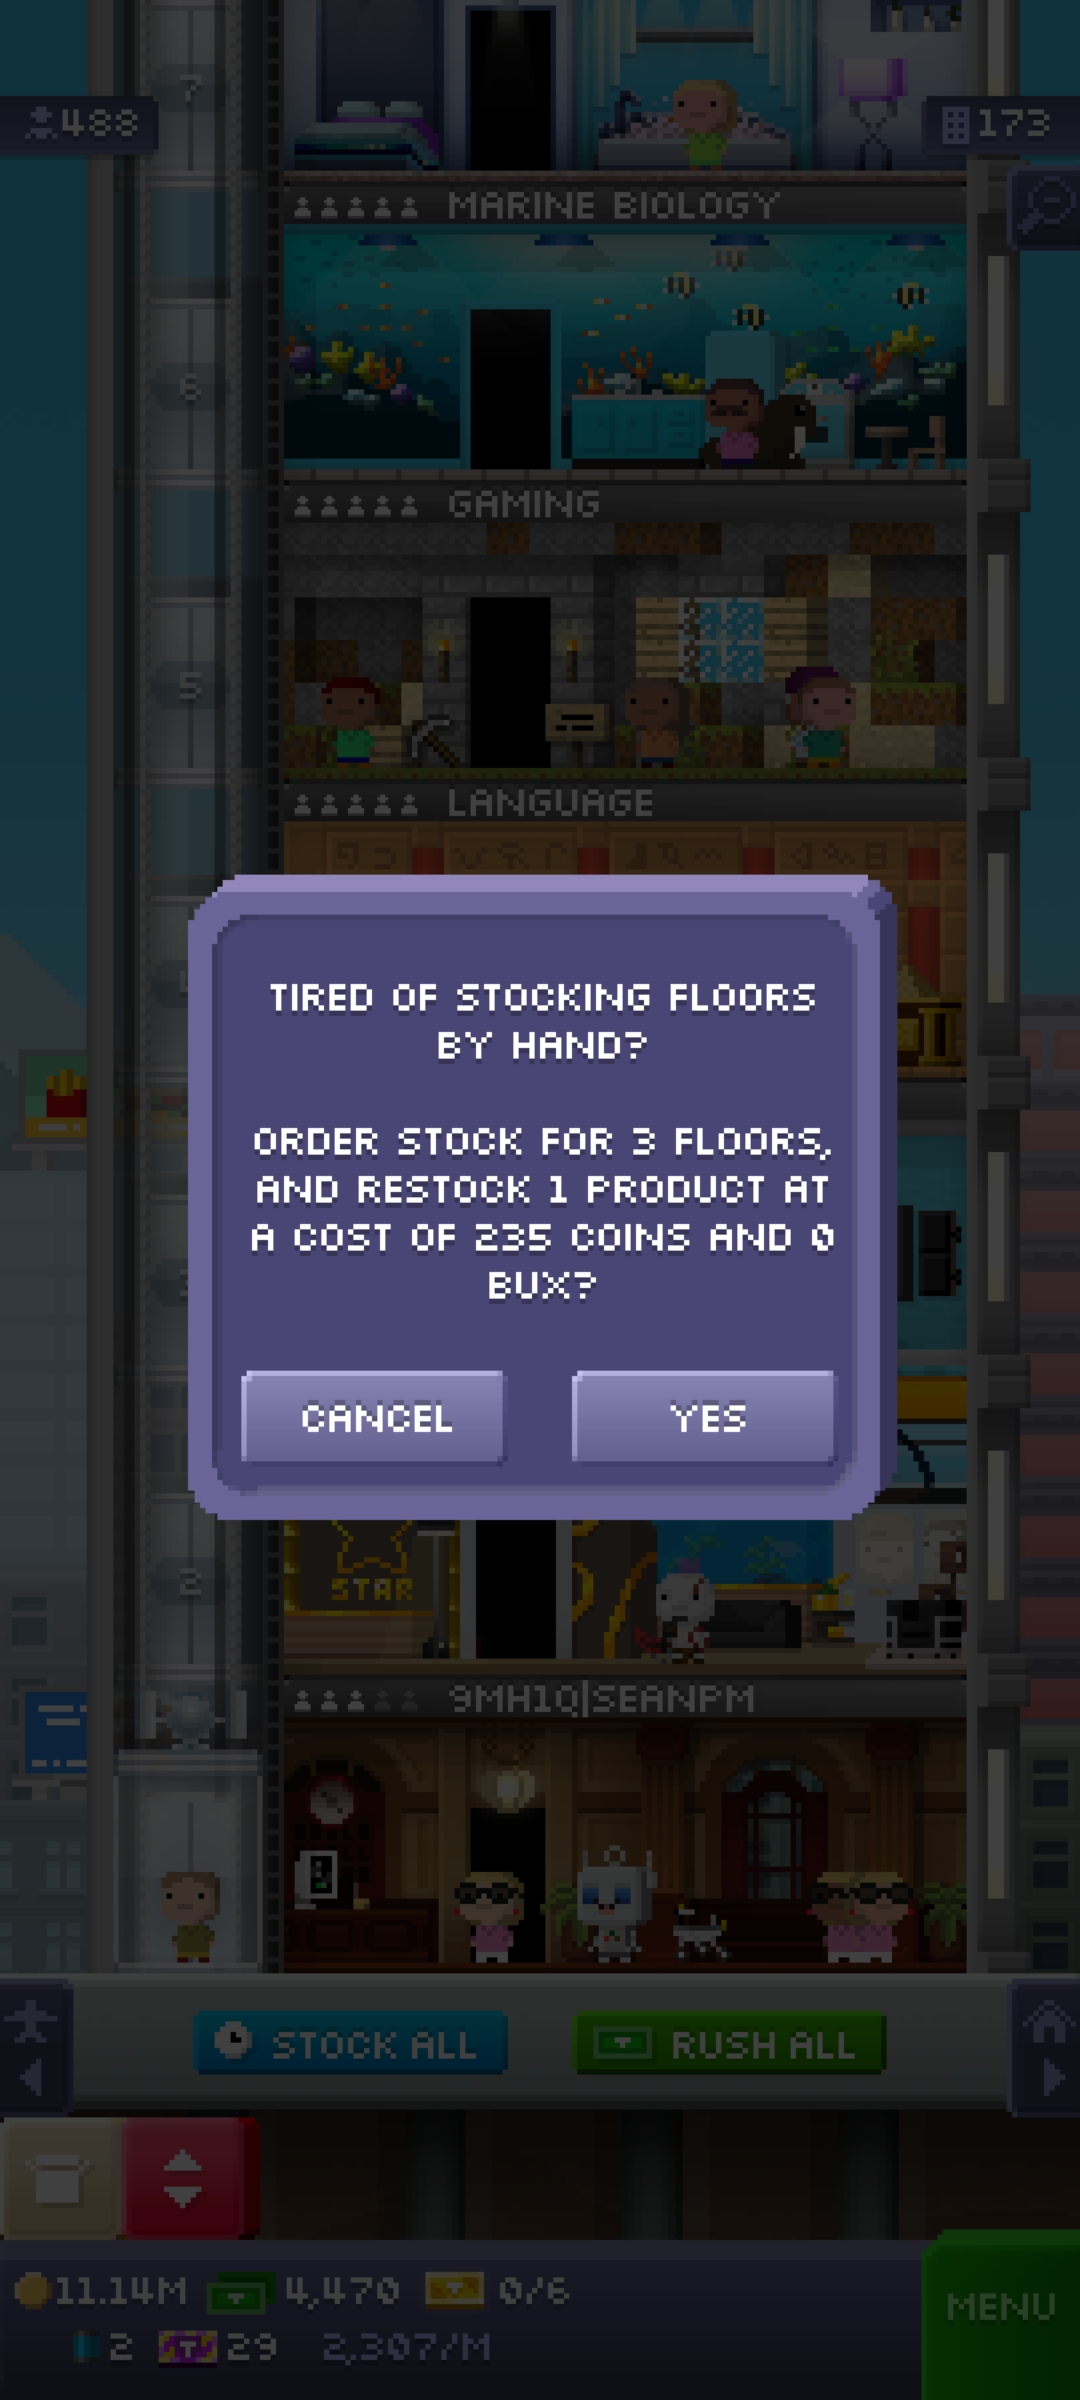 7
488
173
MARINE BIOLOGY
6
GAMING
5
LANGUAGE
TIRED OF STOCKING FLOORS
BY HAND?
ORDER STOCK FOR 3 FLOORS,
AND RESTOCK 1 PRODUCT AT
A COST OF 235 COINS AND 0
BUX?
CANCEL
YES
2
STAR
9MH1Q|SEANPM
STOCK ALL
RUSH ALL
11.14M
4,470
0/6
MENU
2
29
2,307/M